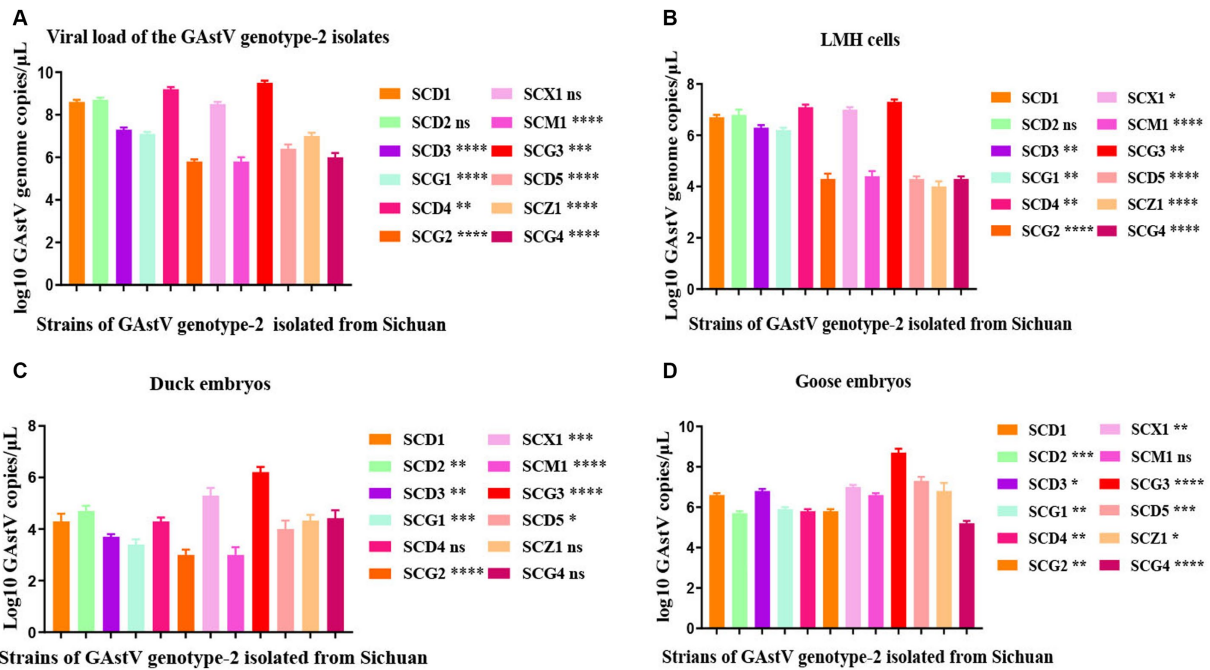 A
Viral load of the GAstV genotype-2 isolates
log10 GAstV genome copies/µL
10
8
6
4
2
0
SCD1
SCD2 ns
SCD3 ****
SCG1 ****
SCD4 **
SCG2 ****
SCX1 ns
SCM1 ****
SCG3 ***
SCD5 ****
SCZ1 ****
SCG4 ****
Strains of GAstV genotype-2 isolated from Sichuan
B
LMH cells
Log10 GAstV genome copies/µL
8
6
4
2
0
SCD1
SCD2 ns
SCD3 **
SCG1 **
SCD4 **
SCG2 ****
SCX1 *
SCM1 ****
SCG3 **
SCD5 ****
SCZ1 ****
SCG4 ****
Strains of GAstV genotype-2 isolated from Sichuan
C
Duck embryos
Log10 GAstV copies/µL
8
6
4
2
0
SCD1
SCD2 **
SCD3 **
SCG1 ***
SCD4 ns
SCG2 ****
SCX1 ***
SCM1 ****
SCG3 ****
SCD5 *
SCZ1 ns
SCG4 ns
Strains of GAstV genotype-2 isolated from Sichuan
D
Goose embryos
log10 GAstV copies/µL
10
8
6
4
2
0
SCD1
SCD2 ***
SCD3 *
SCG1 **
SCD4 **
SCG2 **
SCX1 **
SCM1 ns
SCG3 ****
SCD5 ***
SCZ1 *
SCG4 ****
Strians of GAstV genotype-2 isolated from Sichuan